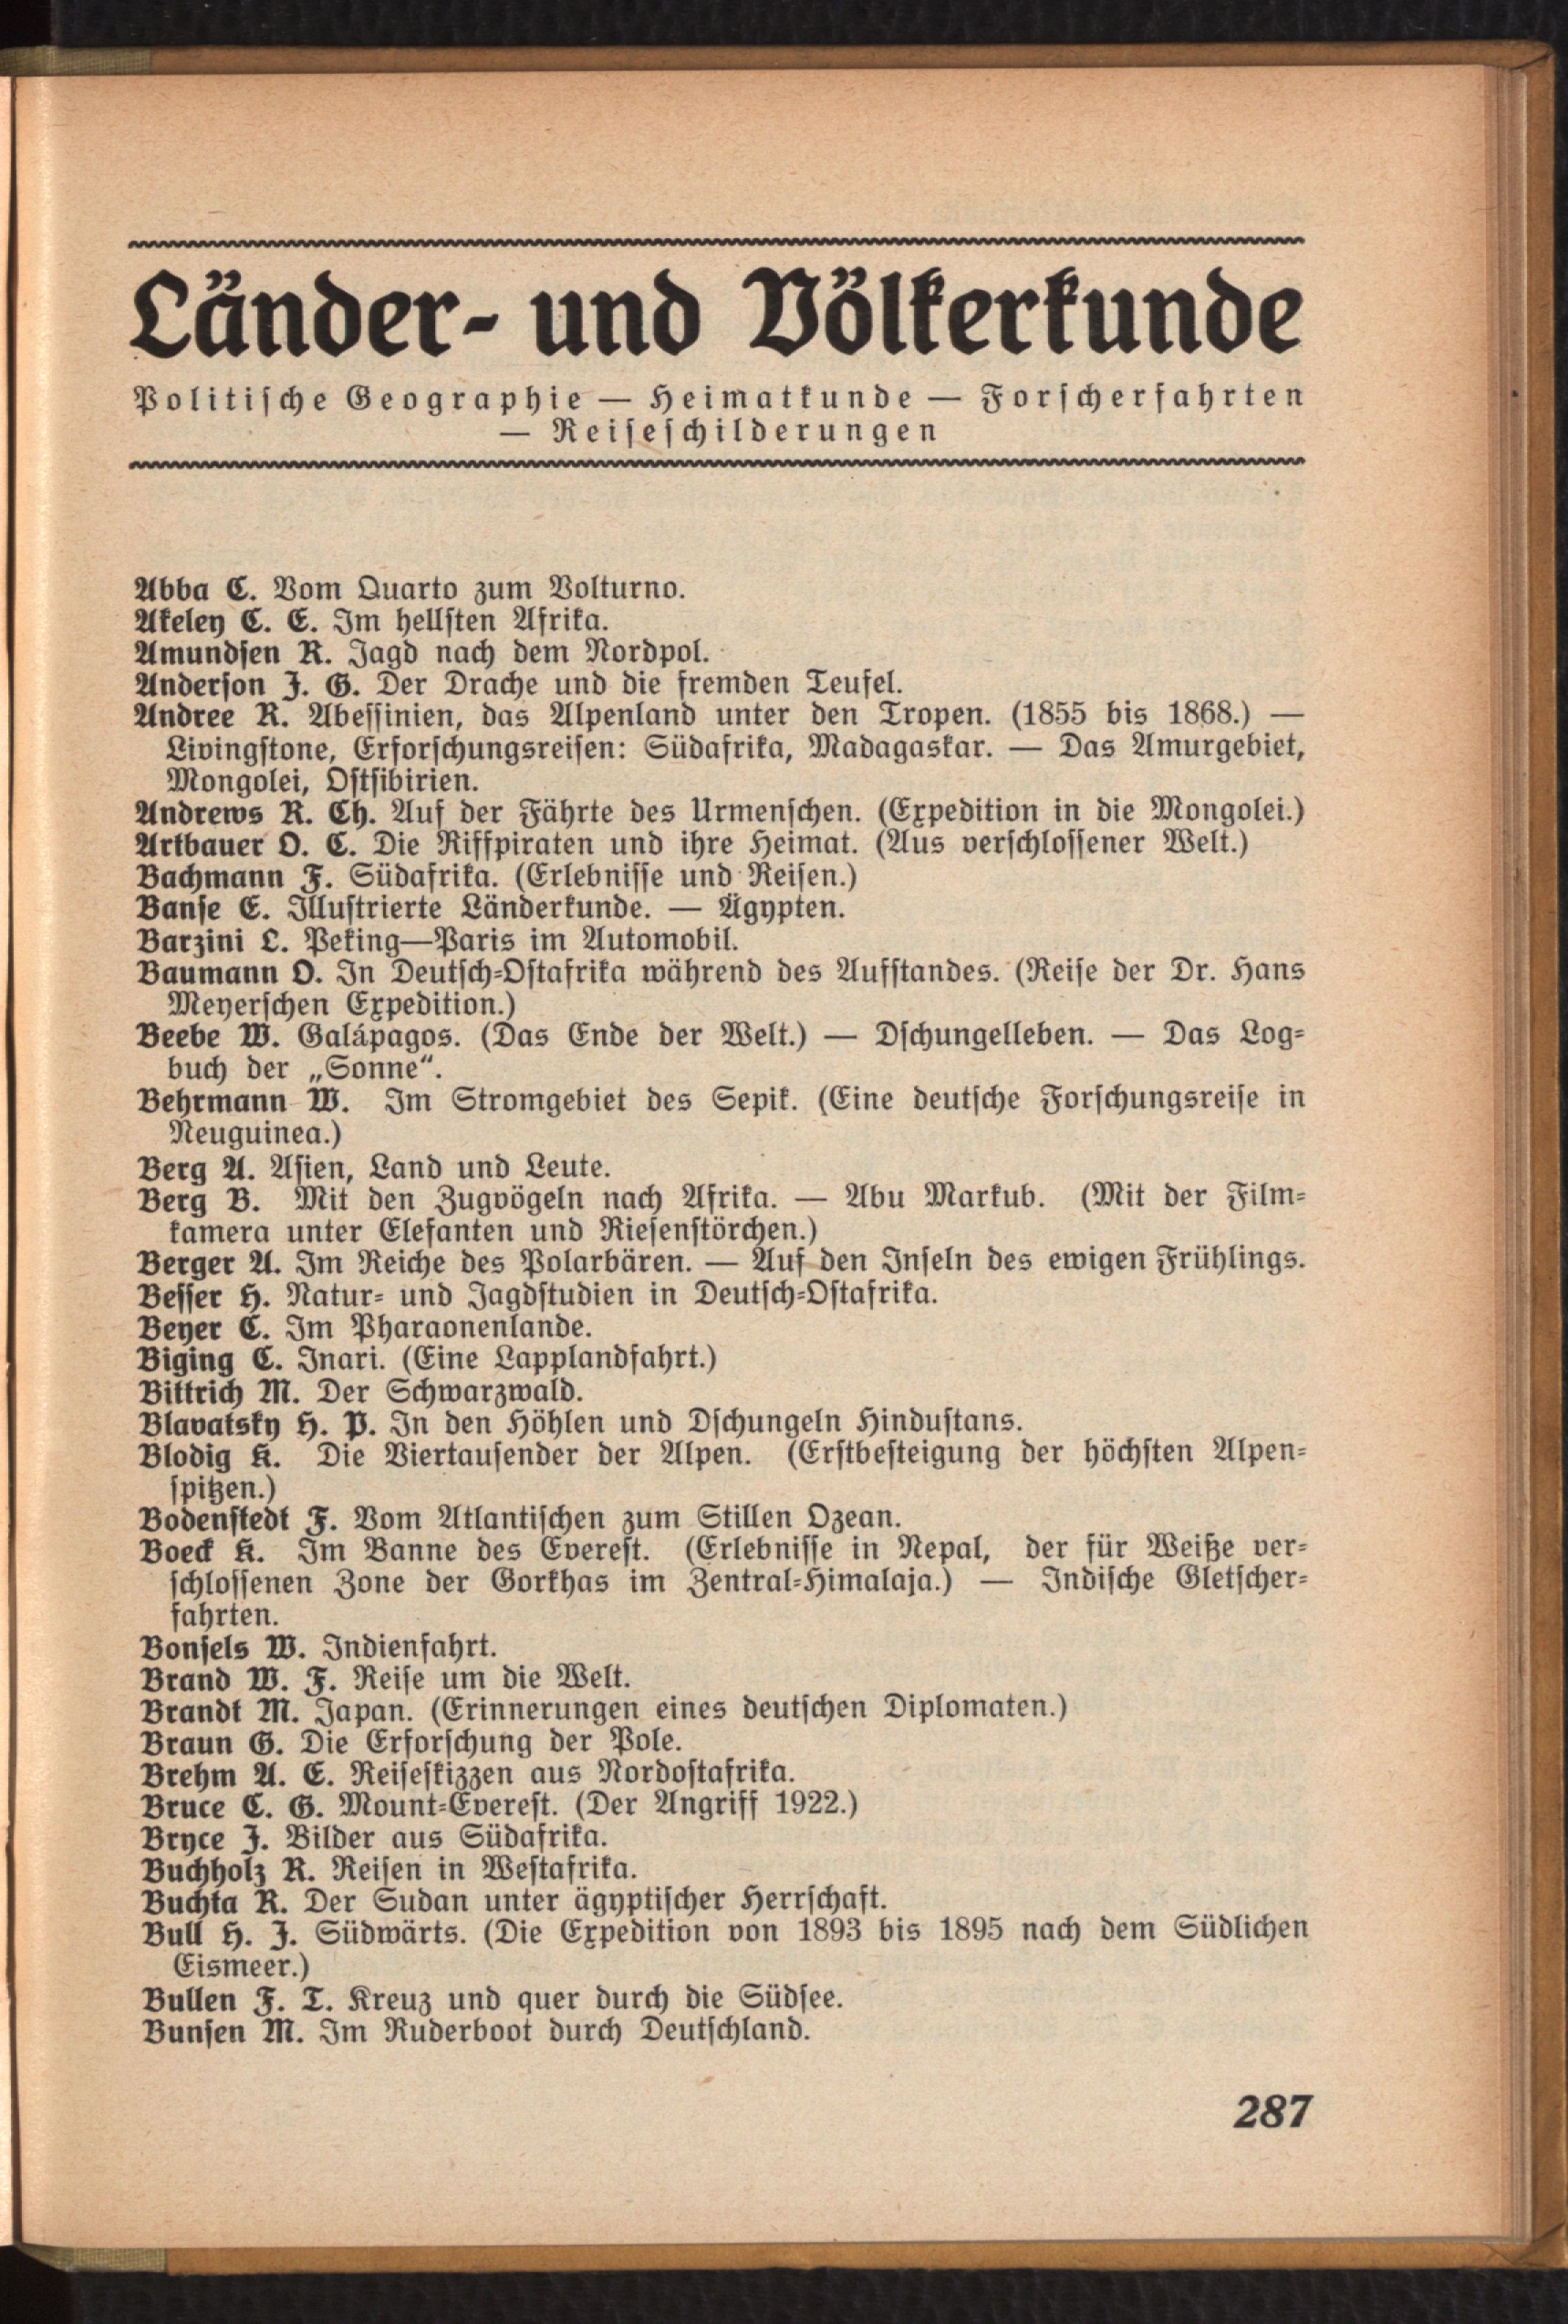 Länder- und Völkerkunde
Politische Geographie — Heimatkunde — Forscherfahrten
— Reiseschilderungen
Abba C. Vom Quarto zum Volturno.
Akeley C. E. Im hellsten Afrika.
Amundsen R. Jagd nach dem Nordpol.
Anderson J. G. Der Drache und die fremden Teufel.
Andree R. Abessinien, das Alpenland unter den Tropen. (1855 bis 1868.) —
Livingstone, Erforschungsreisen: Südafrika, Madagaskar. — Das Amurgebiet,
Mongolei, Ostsibirien.
Andrews R. Ch. Auf der Fährte des Urmenschen. (Expedition in die Mongolei.)
Artbauer O. C. Die Riffpiraten und ihre Heimat. (Aus verschlossener Welt.)
Bachmann F. Südafrika. (Erlebnisse und Reisen.)
Banse E. Illustrierte Länderkunde. — Ägypten.
Barzini L. Peking—Paris im Automobil.
Baumann O. In Deutsch-Ostafrika während des Aufstandes. (Reise der Dr. Hans
Meyerschen Expedition.)
Beebe W. Galápagos. (Das Ende der Welt.) — Dschungelleben. — Das Log-
buch der „Sonne“.
Behrmann W. Im Stromgebiet des Sepik. (Eine deutsche Forschungsreise in
Neuguinea.)
Berg A. Asien, Land und Leute.
Berg B. Mit den Zugvögeln nach Afrika. — Abu Markub. (Mit der Film-
kamera unter Elefanten und Riesenstörchen.)
Berger A. Im Reiche des Polarbären. — Auf den Inseln des ewigen Frühlings.
Besser H. Natur- und Jagdstudien in Deutsch-Ostafrika.
Beyer C. Im Pharaonenlande.
Biging C. Inari. (Eine Lapplandfahrt.)
Bittrich M. Der Schwarzwald.
Blavatsky H. P. In den Höhlen und Dschungeln Hindustans.
Blodig K. Die Viertausender der Alpen. (Erstbesteigung der höchsten Alpen-
spitzen.)
Bodenstedt F. Vom Atlantischen zum Stillen Ozean.
Boeck K. Im Banne des Everest. (Erlebnisse in Nepal, der für Weiße ver-
schlossenen Zone der Gorkhas im Zentral-Himalaja.) — Indische Gletscher-
fahrten.
Bonsels W. Indienfahrt.
Brand W. F. Reise um die Welt.
Brandt M. Japan. (Erinnerungen eines deutschen Diplomaten.)
Braun G. Die Erforschung der Pole.
Brehm A. E. Reiseskizzen aus Nordostafrika.
Bruce C. G. Mount-Everest. (Der Angriff 1922.)
Bryce J. Bilder aus Südafrika.
Buchholz R. Reisen in Westafrika.
Buchta R. Der Sudan unter ägyptischer Herrschaft.
Bull H. J. Südwärts. (Die Expedition von 1893 bis 1895 nach dem Südlichen
Eismeer.)
Bullen F. T. Kreuz und quer durch die Südsee.
Bunsen M. Im Ruderboot durch Deutschland.
287